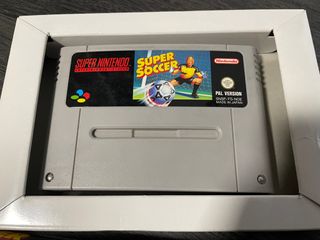 SUPER NINTENDO
ENTERTAINMENT SYSTEM
SUPER
SOCCER
Nintendo
PAL VERSION
SNSP-FS-NOE
MADE IN JAPAN